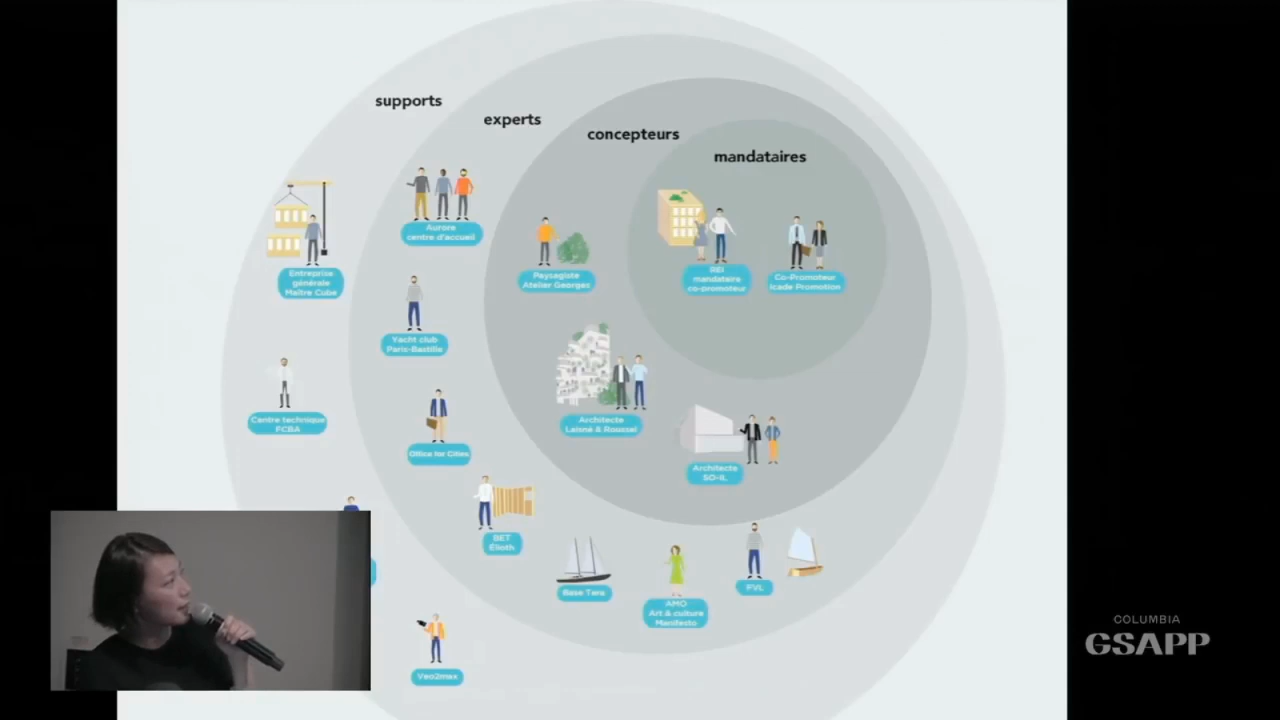 supports
experts
concepteurs
mandataires
Aurore
centre d'accueil
Entreprise
générale
Maître Cube
Paysagiste
Atelier Georges
REI
mandataire
co-promoteur
Co-Promoteur
Icade Promotion
Yacht club
Paris-Bastille
Centre technique
FCBA
Architecte
Laisné & Roussel
Office for Cities
Architecte
SO-IL
BET
Elioth
Base Tara
AMO
Art & culture
Manifesto
PVL
Veo2max
COLUMBIA
GSAPP